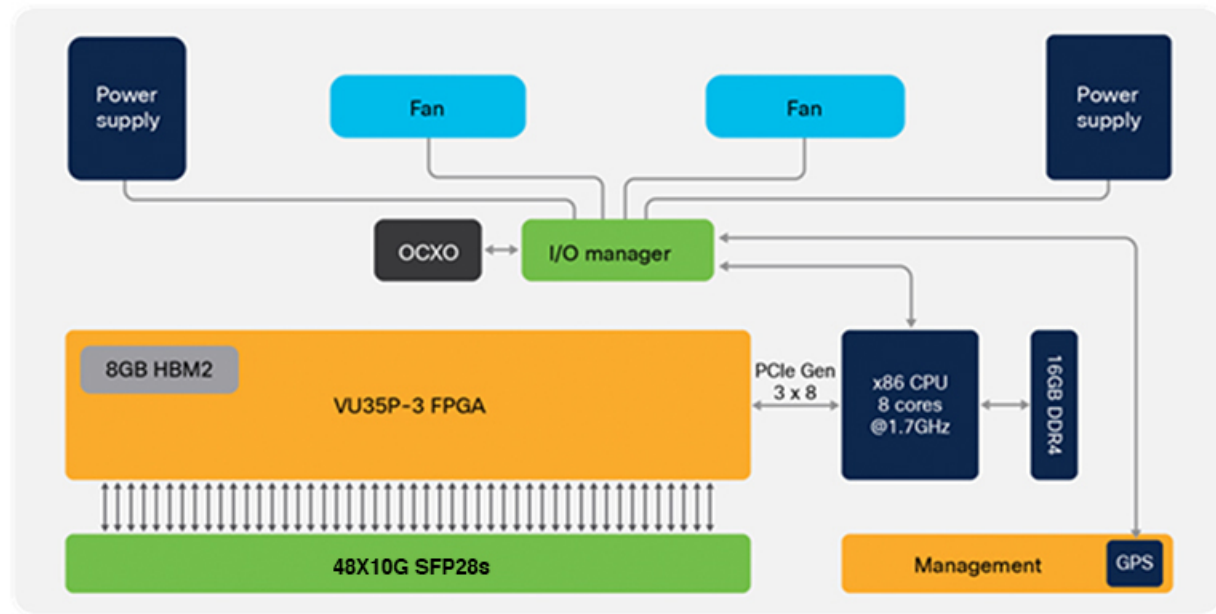 Power
supply
Fan
Fan
Power
supply
OCXO
I/O manager
8GB HBM2
VU35P-3 FPGA
PCIe Gen
3 x 8
x86 CPU
8 cores
@1.7GHz
16GB DDR4
48X10G SFP28s
Management
GPS